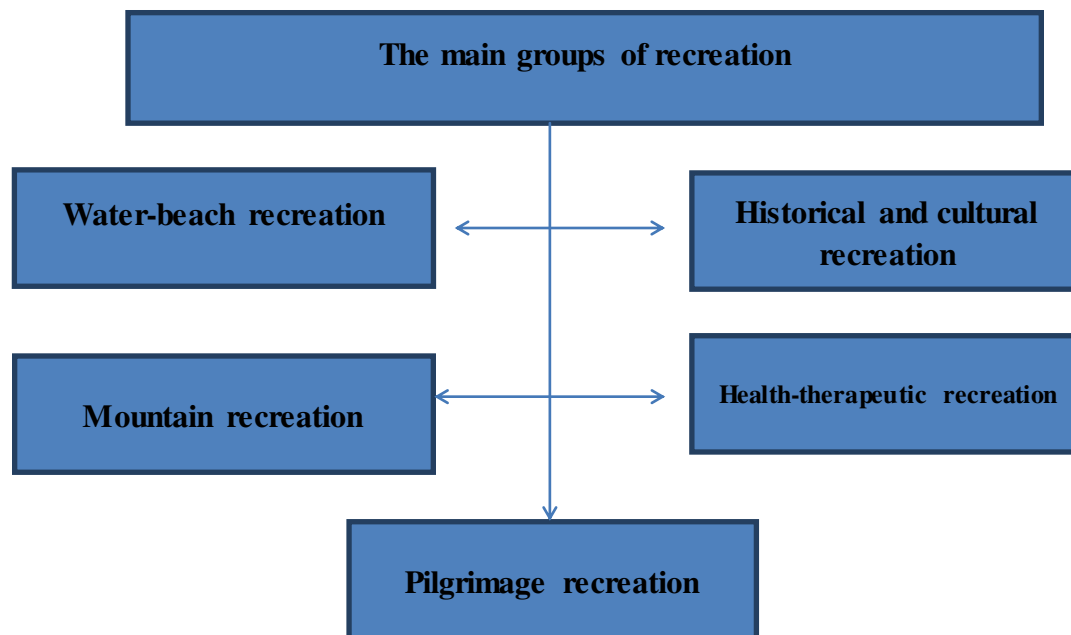 The main groups of recreation
Water-beach recreation
Historical and cultural
recreation
Mountain recreation
Health-therapeutic recreation
Pilgrimage recreation